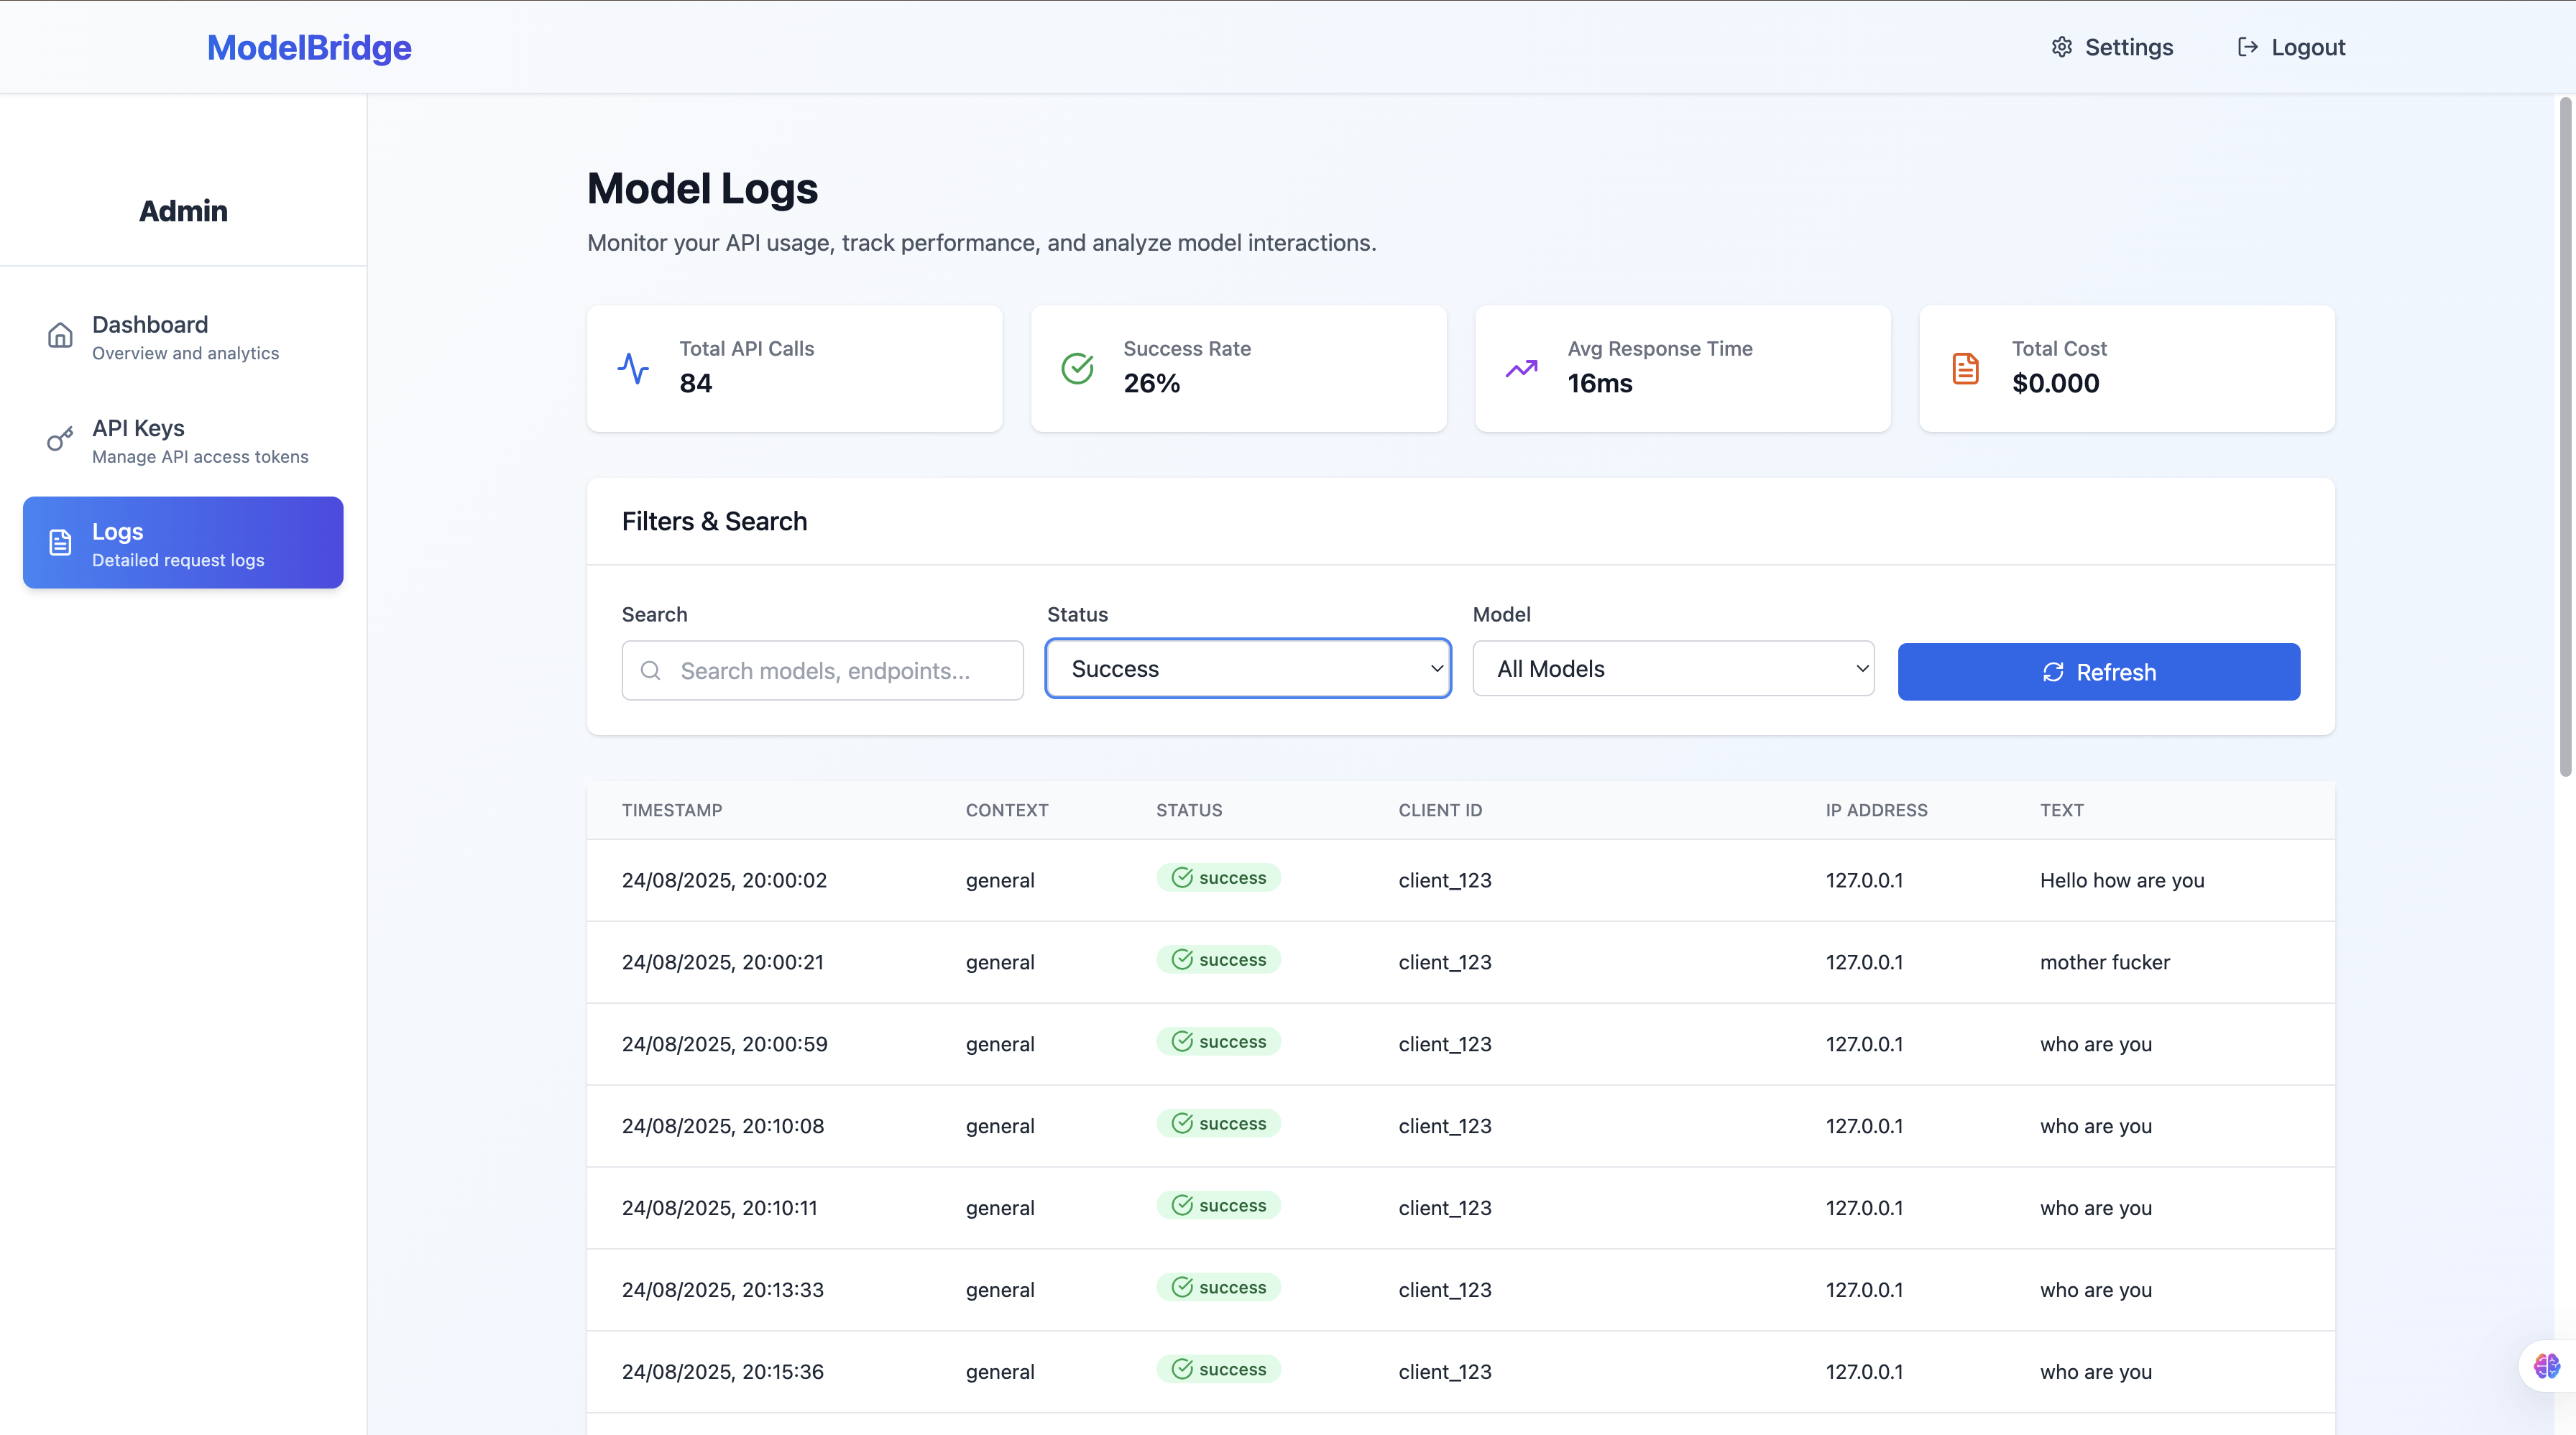 ModelBridge
Settings
Logout
Admin
Dashboard
Overview and analytics
API Keys
Manage API access tokens
Logs
Detailed request logs
Model Logs
Monitor your API usage, track performance, and analyze model interactions.
Total API Calls
84
Success Rate
26%
Avg Response Time
16ms
Total Cost
$0.000
Filters & Search
Search
Status
Model
Search models, endpoints...
Success
All Models
Refresh
TIMESTAMP CONTEXT STATUS CLIENT ID IP ADDRESS TEXT
24/08/2025, 20:00:02 general success client_123 127.0.0.1 Hello how are you
24/08/2025, 20:00:21 general success client_123 127.0.0.1 mother fucker
24/08/2025, 20:00:59 general success client_123 127.0.0.1 who are you
24/08/2025, 20:10:08 general success client_123 127.0.0.1 who are you
24/08/2025, 20:10:11 general success client_123 127.0.0.1 who are you
24/08/2025, 20:13:33 general success client_123 127.0.0.1 who are you
24/08/2025, 20:15:36 general success client_123 127.0.0.1 who are you